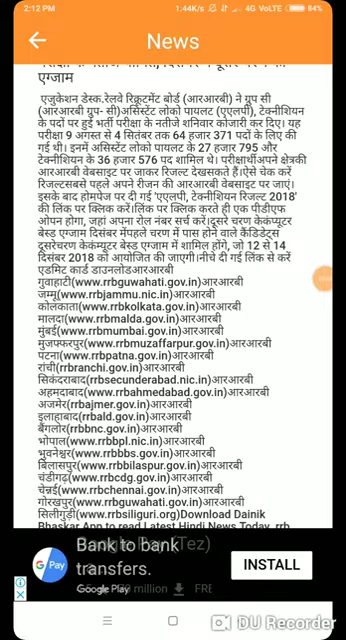 2:12 PM
1.44K/s
4G VoLTE
84%
News
एग्जाम
एजुकेशन डेस्क.रेलवे रिक्रूटमेंट बोर्ड (आरआरबी) ने ग्रुप सी
(आरआरबी ग्रुप- सी)असिस्टेंट लोको पायलट (एएलपी), टेक्नीशियन
के पदों पर हुई भर्ती परीक्षा के नतीजे शनिवार कोजारी कर दिए। यह
परीक्षा 9 अगस्त से 4 सितंबर तक 64 हजार 371 पदों के लिए की
गई थी। इनमें असिस्टेंट लोको पायलट के 27 हजार 795 और
टेक्नीशियन के 36 हजार 576 पद शामिल थे। परीक्षार्थीअपने क्षेत्रकी
आरआरबी वेबसाइट पर जाकर रिजल्ट देखसकते हैं।ऐसे चेक करें
रिजल्टसबसे पहले अपने रीजन की आरआरबी वेबसाइट पर जाएं।
इसके बाद होमपेज पर दी गई 'एएलपी, टेक्नीशियन रिजल्ट 2018'
की लिंक पर क्लिक करें।लिंक पर क्लिक करते ही एक पीडीएफ
ओपन होगा, जहां अपना रोल नंबर सर्च करें।दूसरे चरण केकंप्यूटर
बेस्ड एग्जाम दिसंबर मेंपहले चरण में पास होने वाले कैंडिडेट्स
दूसरेचरण केकंप्यूटर बेस्ड एग्जाम में शामिल होंगे, जो 12 से 14
दिसंबर 2018 को आयोजित की जाएगी।नीचे दी गई लिंक से करें
एडमिट कार्ड डाउनलोडआरआरबी
गुवाहाटी(www.rrbguwahati.gov.in)आरआरबी
जम्मू(www.rrbjammu.nic.in)आरआरबी
कोलकाता(www.rrbkolkata.gov.in)आरआरबी
मालदा(www.rrbmalda.gov.in)आरआरबी
मुंबई(www.rrbmumbai.gov.in)आरआरबी
मुजफ्फरपुर(www.rrbmuzaffarpur.gov.in)आरआरबी
पटना(www.rrbpatna.gov.in)आरआरबी
रांची(rrbranchi.gov.in)आरआरबी
सिकंदराबाद(rrbsecunderabad.nic.in)आरआरबी
अहमदाबाद(www.rrbahmedabad.gov.in)आरआरबी
अजमेर(rrbajmer.gov.in)आरआरबी
इलाहाबाद(rrbald.gov.in)आरआरबी
बैंगलोर(rrbbnc.gov.in)आरआरबी
भोपाल(www.rrbbpl.nic.in)आरआरबी
भुवनेश्वर(www.rrbbbs.gov.in)आरआरबी
बिलासपुर(www.rrbbilaspur.gov.in)आरआरबी
चंडीगढ़(www.rrbcdg.gov.in)आरआरबी
चेन्नई(www.rrbchennai.gov.in)आरआरबी
गोरखपुर(www.rrbguwahati.gov.in)आरआरबी
सिलीगुड़ी(www.rrbsiliguri.org)Download Dainik
Bhaskar App to read Latest Hindi News Today rrb
(Tez)
G Pay
Bank to bank
transfers.
INSTALL
Google Play
million
FRE
DU Recorder